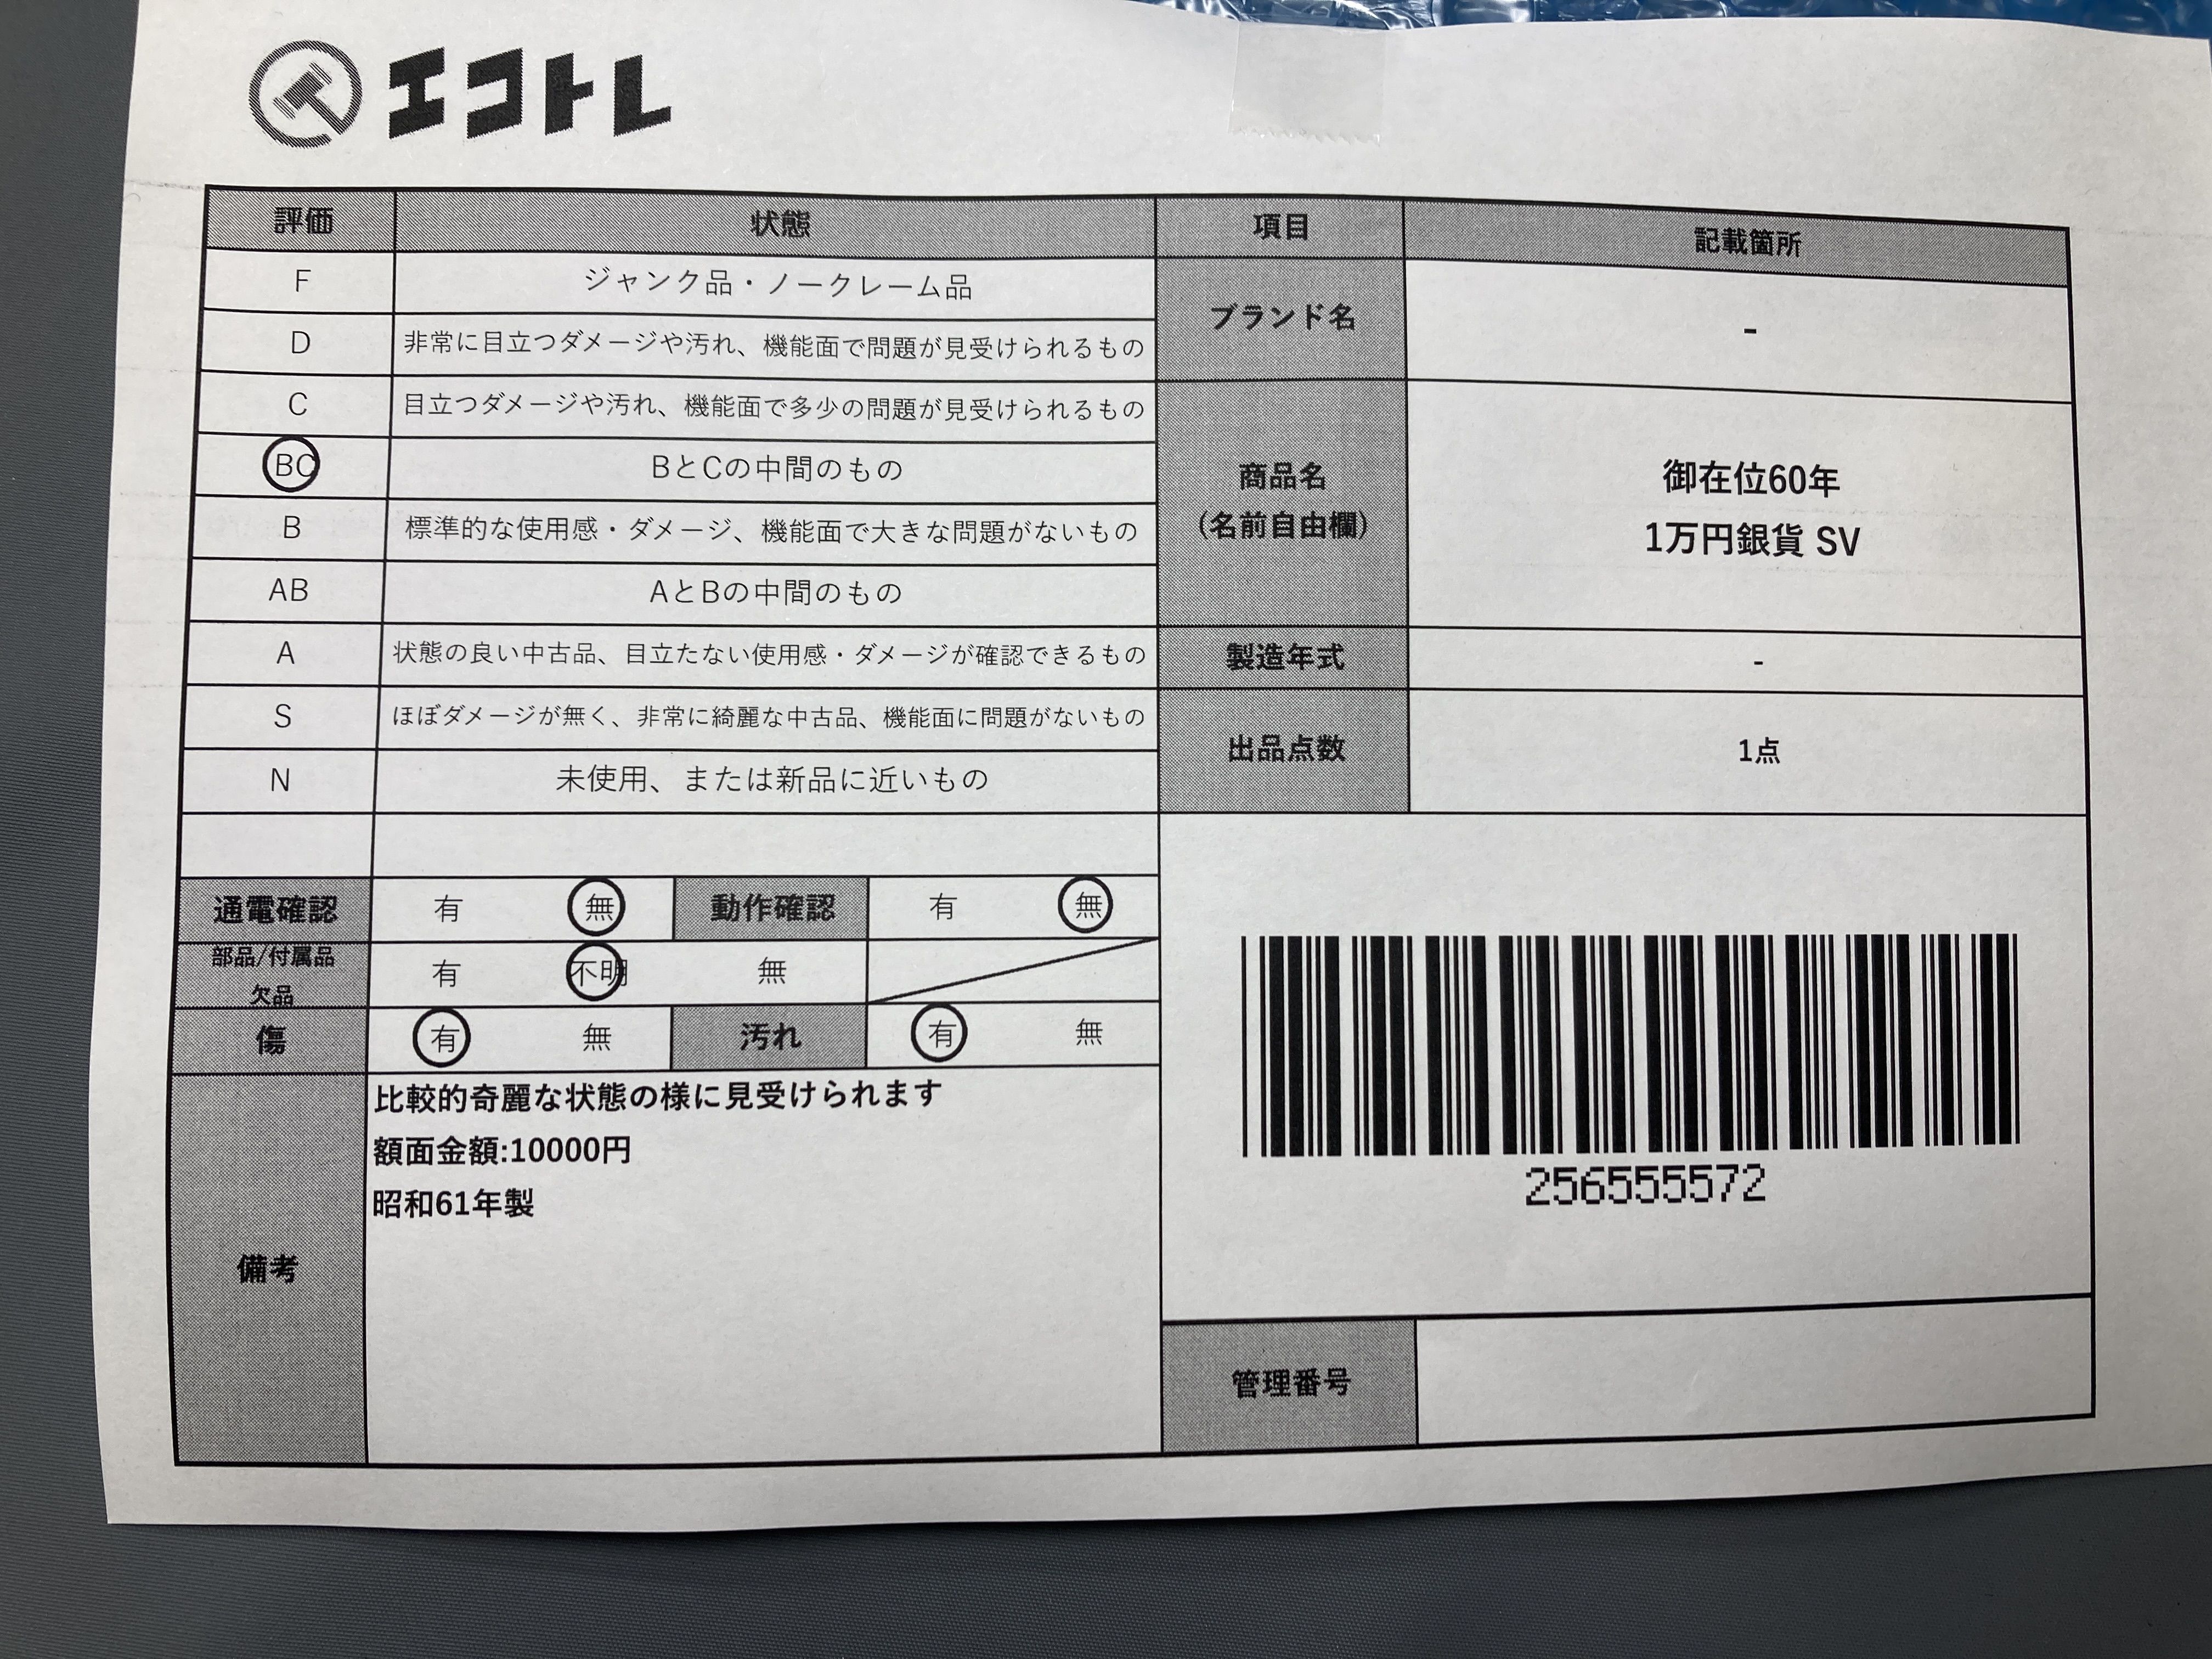 エコトレ
評価 状態 項目 記載箇所
F ジャンク品・ノークレーム品
D 非常に目立つダメージや汚れ、機能面で問題が見受けられるもの
C 目立つダメージや汚れ、機能面で多少の問題が見受けられるもの
BC BとCの中間のもの
B 標準的な使用感・ダメージ、機能面で大きな問題がないもの
AB AとBの中間のもの
A 状態の良い中古品、目立たない使用感・ダメージが確認できるもの
S ほぼダメージが無く、非常に綺麗な中古品、機能面に問題がないもの
N 未使用、または新品に近いもの
ブランド名 -
商品名
(名前自由欄)
御在位60年
1万円銀貨 SV
製造年式 -
出品点数 1点
通電確認 有 無 動作確認 有 無
部品/付属品
欠品
有 不明 無
傷 有 無 汚れ 有 無
備考
比較的奇麗な状態の様に見受けられます
額面金額:10000円
昭和61年製
256555572
管理番号